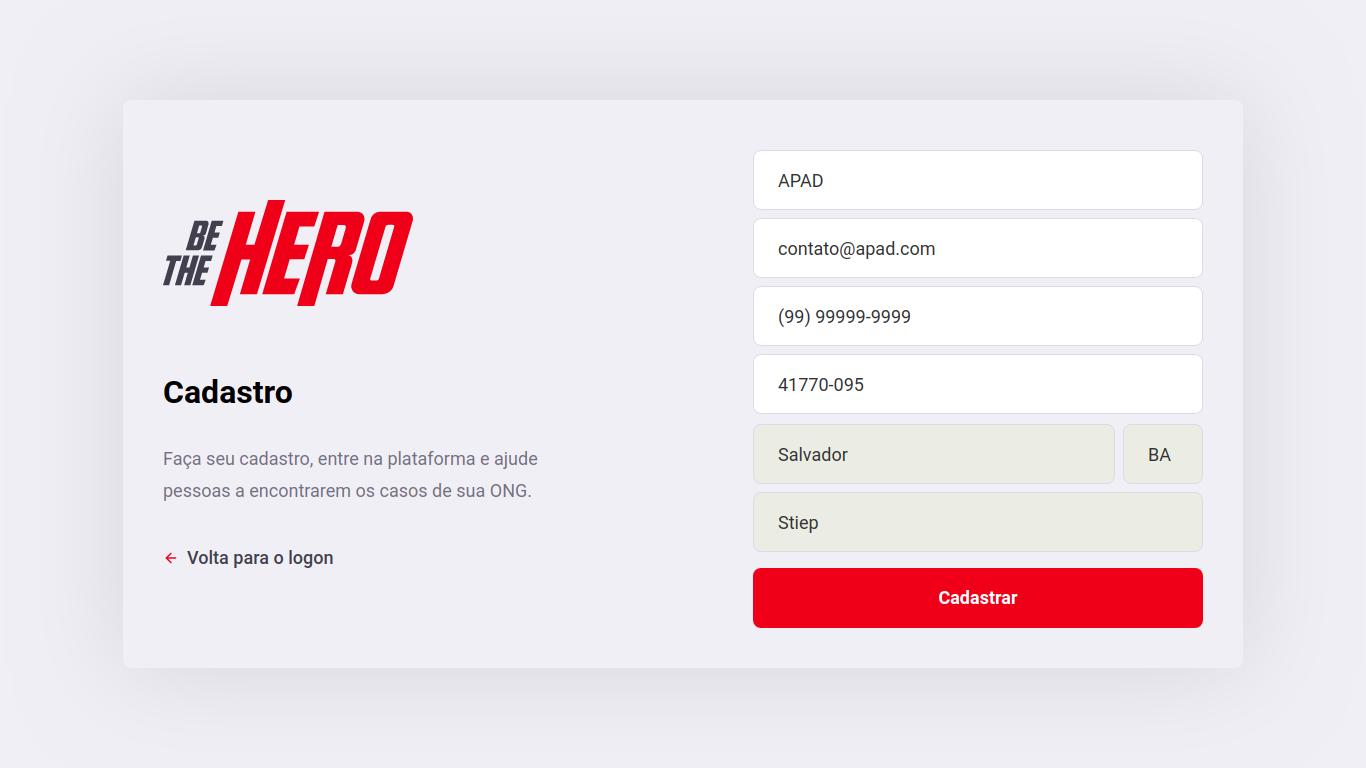 BE
THE
HERO
Cadastro
Faça seu cadastro, entre na plataforma e ajude
pessoas a encontrarem os casos de sua ONG.
Volta para o logon
APAD
contato@apad.com
(99) 99999-9999
41770-095
Salvador
BA
Stiep
Cadastrar